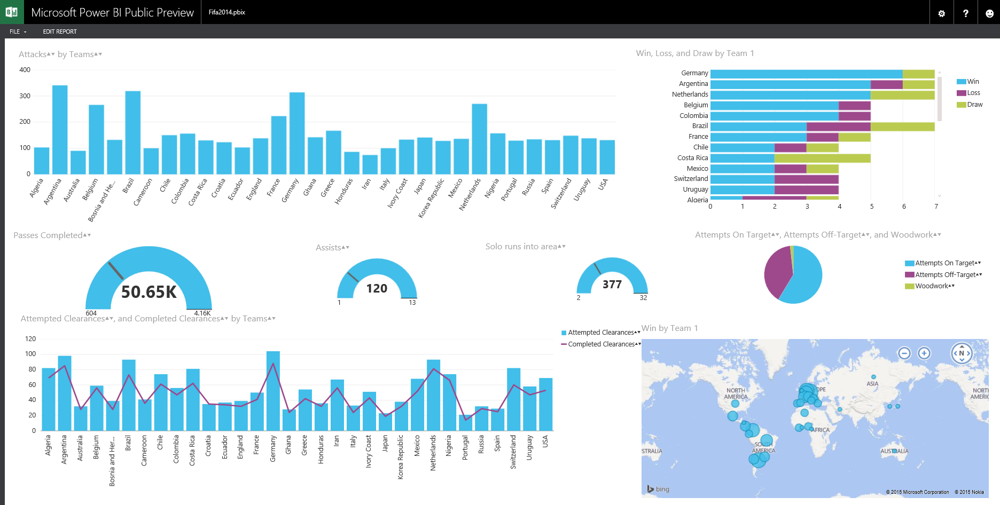 Microsoft Power BI Public Preview
Fifa2014.pbix
FILE
EDIT REPORT
Attacks by Teams
400
300
200
100
0
Algeria
Argentina
Australia
Belgium
Bosnia and He...
Brazil
Cameroon
Chile
Colombia
Costa Rica
Croatia
Ecuador
England
France
Germany
Ghana
Greece
Honduras
Iran
Italy
Ivory Coast
Japan
Korea Republic
Mexico
Netherlands
Nigeria
Portugal
Russia
Spain
Switzerland
Uruguay
USA
Win, Loss, and Draw by Team 1
Germany
Argentina
Netherlands
Belgium
Colombia
Brazil
France
Chile
Costa Rica
Mexico
Switzerland
Uruguay
Algeria
0 1 2 3 4 5 6 7
Win
Loss
Draw
Passes Completed
50.65K
604
4.16K
Assists
120
1
13
Solo runs into area
377
2
32
Attempts On Target, Attempts Off-Target, and Woodwork
Attempts On Target
Attempts Off-Target
Woodwork
Attempted Clearances, and Completed Clearances by Teams
120
100
80
60
40
20
0
Algeria
Argentina
Australia
Belgium
Bosnia and Her...
Brazil
Cameroon
Chile
Colombia
Costa Rica
Croatia
Ecuador
England
France
Germany
Ghana
Greece
Honduras
Iran
Italy
Ivory Coast
Japan
Korea Republic
Mexico
Netherlands
Nigeria
Portugal
Russia
Spain
Switzerland
Uruguay
USA
Attempted Clearances
Completed Clearances
Win by Team 1
N
NORTH
AMERICA
OPE
ASIA
NORTH
AMERIC
AFRICA
SOUTH
AMERICA
STRALIA
AUSTRALIA
bing
© 2015 Microsoft Corporation © 2015 Nokia